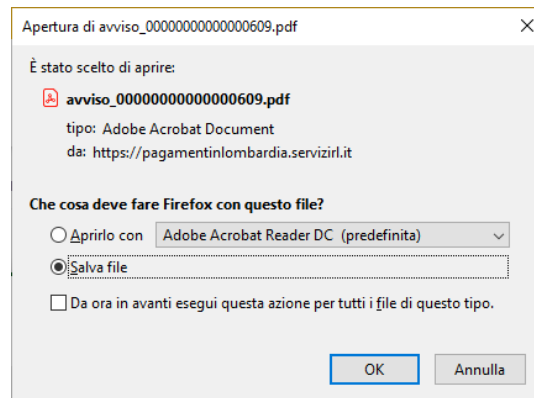 Apertura di avviso_00000000000000609.pdf
È stato scelto di aprire:
avviso_00000000000000609.pdf
tipo: Adobe Acrobat Document
da: https://pagamentinlombardia.servizirl.it
Che cosa deve fare Firefox con questo file?
Aprirlo con Adobe Acrobat Reader DC (predefinita)
Salva file
Da ora in avanti esegui questa azione per tutti i file di questo tipo.
OK Annulla